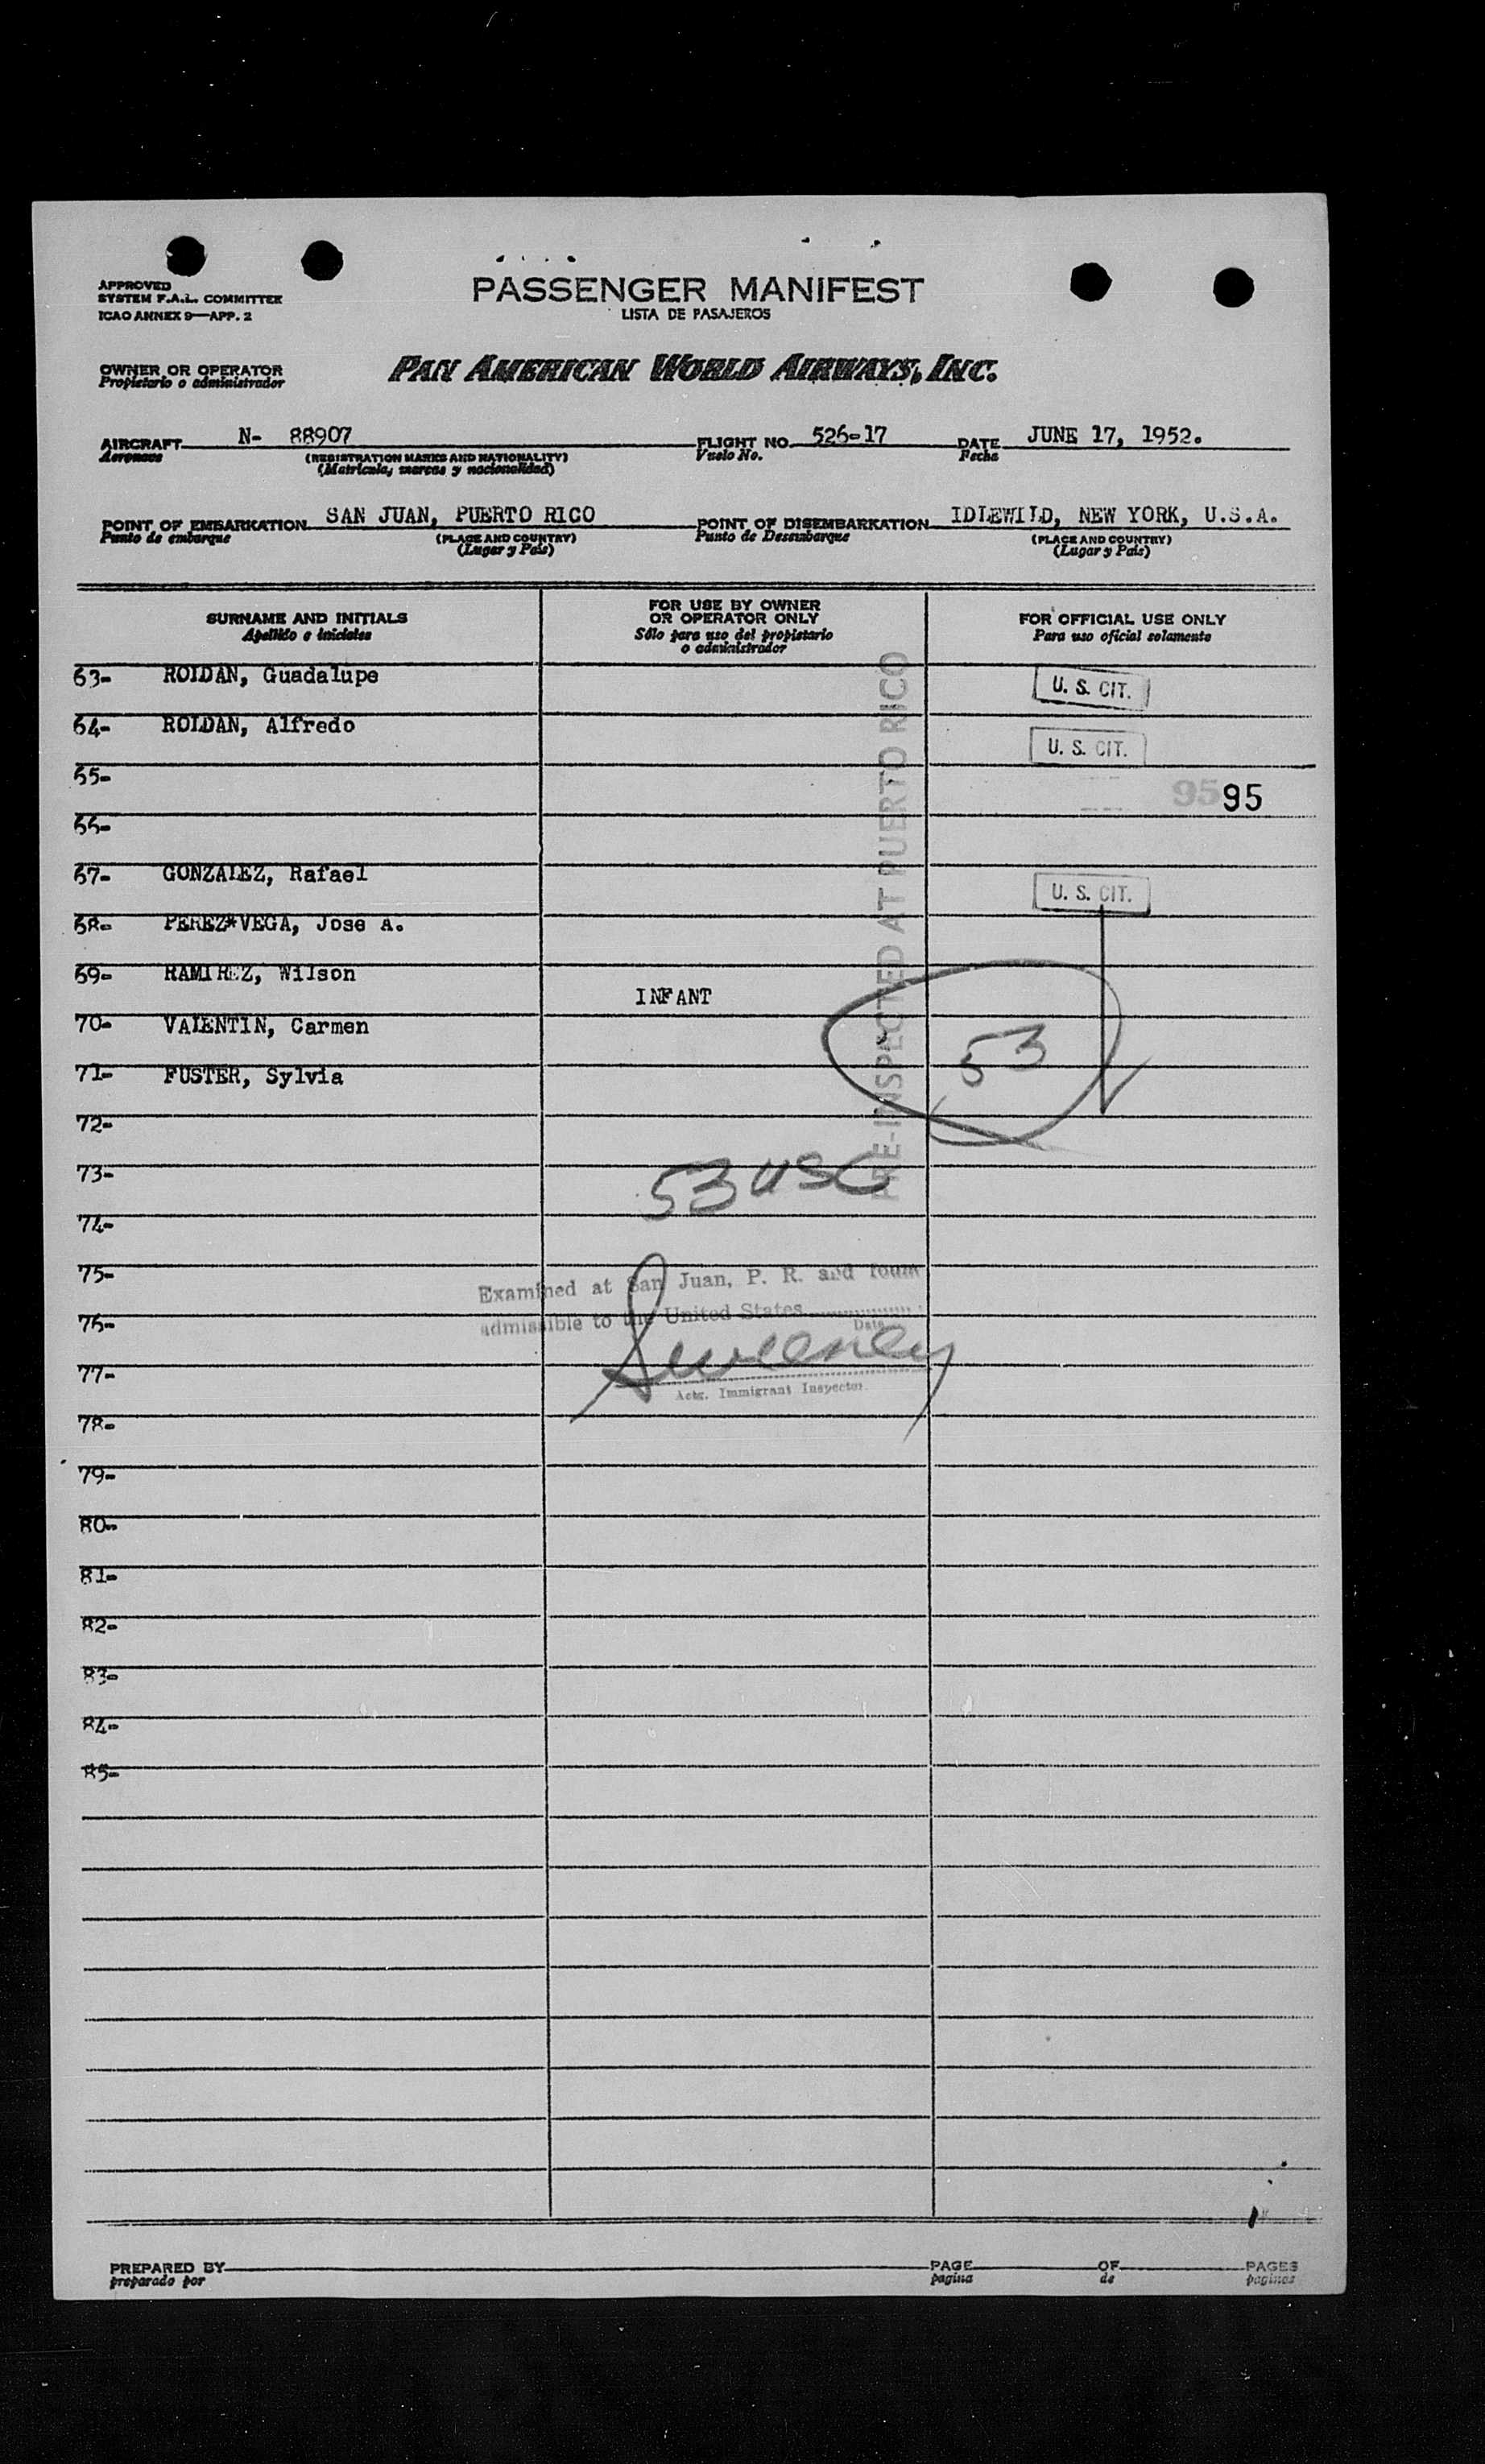 APPROVED
SYSTEM F.A.L. COMMITTEE
ICAO ANNEX 9—APP. 2
PASSENGER MANIFEST
LISTA DE PASAJEROS
OWNER OR OPERATOR
Propietario o administrador
PAN AMERICAN WORLD AIRWAYS, INC.
AIRCRAFT N- 88907 FLIGHT NO. 526-17 DATE JUNE 17, 1952.
Aeronave (REGISTRATION MARKS AND NATIONALITY) Vuelo No. Fecha
(Matricula, marcas y nacionalidad)
POINT OF EMBARKATION SAN JUAN, PUERTO RICO POINT OF DISEMBARKATION IDLEWILD, NEW YORK, U.S.A.
Punto de embarque (PLACE AND COUNTRY) Punto de Desembarque (PLACE AND COUNTRY)
(Lugar y País) (Lugar y País)
SURNAME AND INITIALS
Apellido e iniciales
FOR USE BY OWNER
OR OPERATOR ONLY
Sólo para uso del propietario
o administrador
FOR OFFICIAL USE ONLY
Para uso oficial solamente
63- ROLDAN, Guadalupe U. S. CIT.
64- ROLDAN, Alfredo U. S. CIT.
65- 95 95
66-
67- GONZALEZ, Rafael U. S. CIT.
68- PEREZ*VEGA, Jose A.
69- RAMIREZ, Wilson
INFANT
70- VALENTIN, Carmen 53
71- FUSTER, Sylvia
72-
73- 53 USC
74-
75- Examined at San Juan, P. R. and found
76- admissible to the United States
Date
77- Sweeney
Actg. Immigrant Inspector.
78-
79-
80-
81-
82-
83-
84-
85-
PRE-INSPECTED AT PUERTO RICO
PREPARED BY PAGE OF PAGES
preparado por pagina de paginas